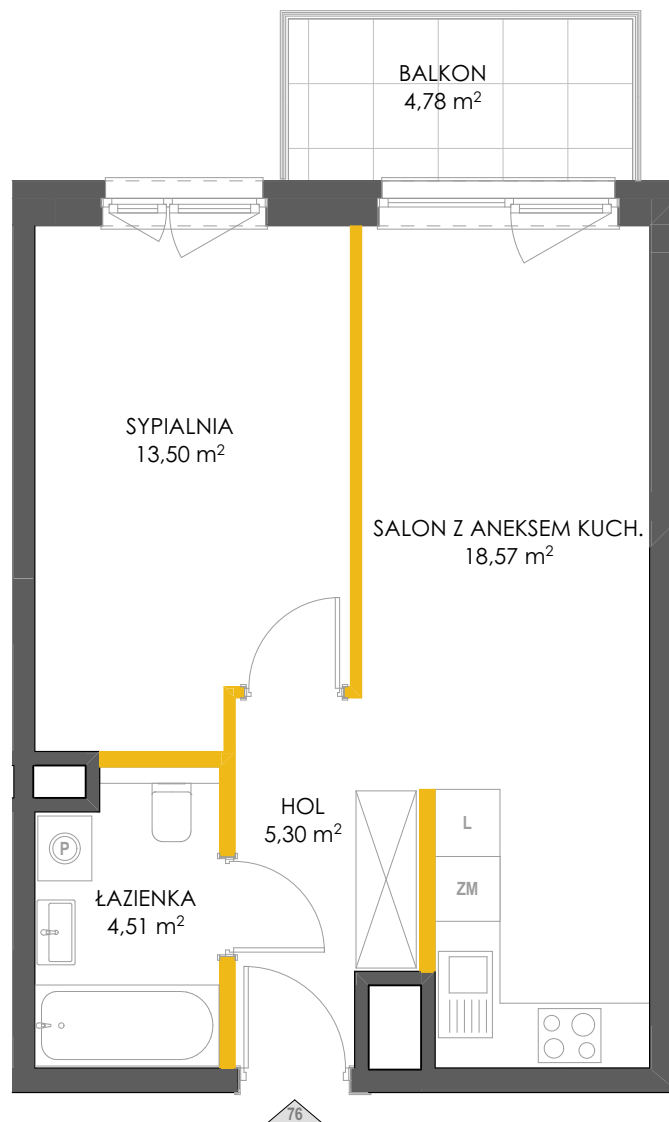 BALKON
4,78 m²
SYPIALNIA
13,50 m²
SALON Z ANEKSEM KUCH.
18,57 m²
HOL
5,30 m²
L
P
ZM
ŁAZIENKA
4,51 m²
76